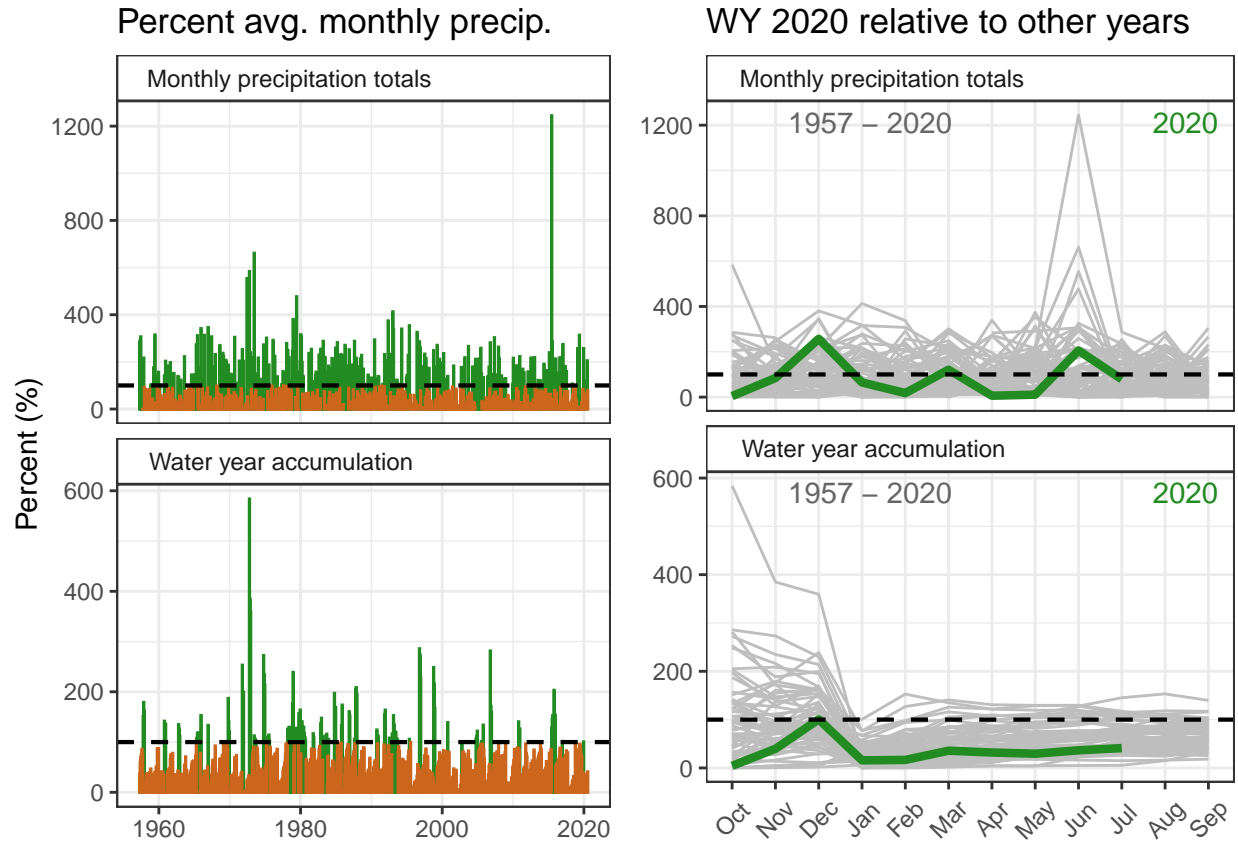 Percent avg. monthly precip.
WY 2020 relative to other years
Percent (%)
Monthly precipitation totals
1200
800
400
0
Water year accumulation
600
400
200
0
1960
1980
2000
2020
Monthly precipitation totals
1957 – 2020
2020
1200
800
400
0
Water year accumulation
1957 – 2020
2020
600
400
200
0
Oct
Nov
Dec
Jan
Feb
Mar
Apr
May
Jun
Jul
Aug
Sep